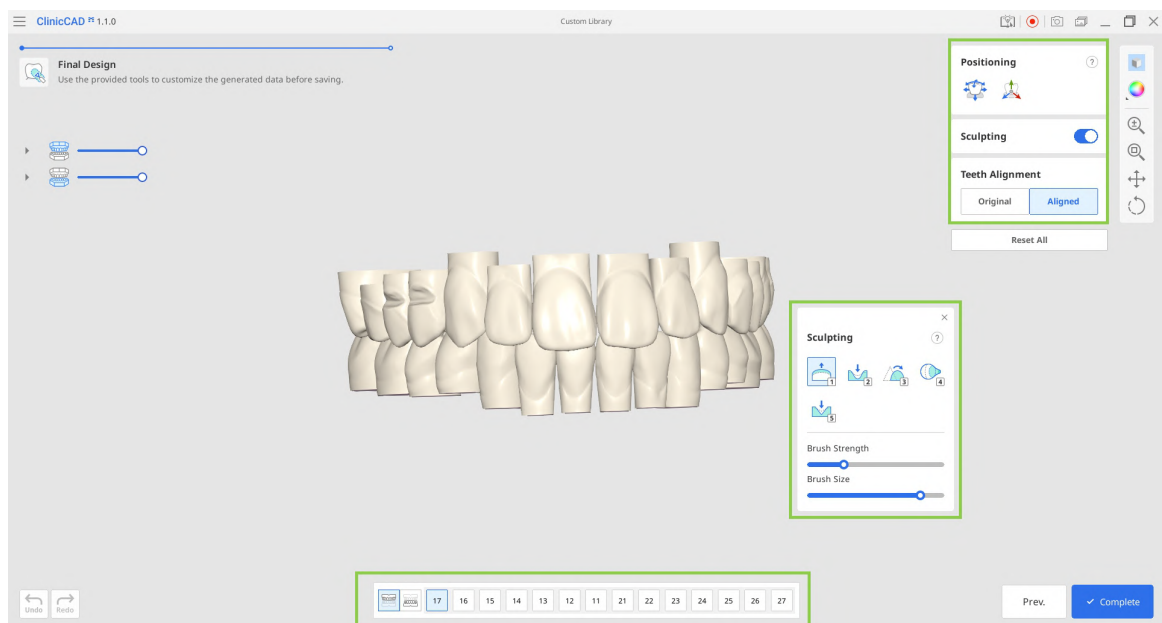 ClinicCAD 1.1.0
Custom Library
Final Design
Use the provided tools to customize the generated data before saving.
Positioning
?
Sculpting
Teeth Alignment
Original Aligned
Reset All
Sculpting
?
1 2 3 4
5
Brush Strength
Brush Size
Undo Redo
17 16 15 14 13 12 11 21 22 23 24 25 26 27
Prev. Complete